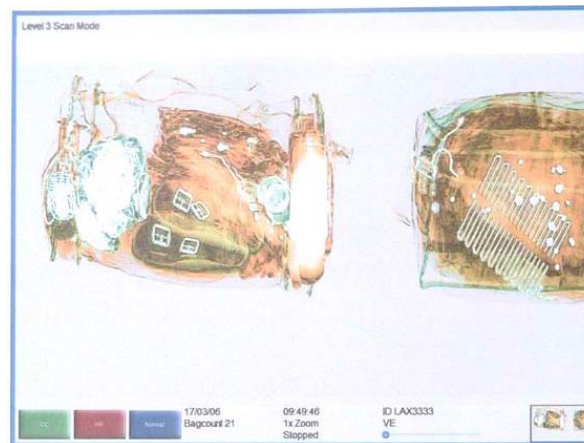 Level 3 Scan Mode
17/03/06 09:49:46 ID LAX3333
Bagcount 21 1x Zoom VE
Stopped
Normal